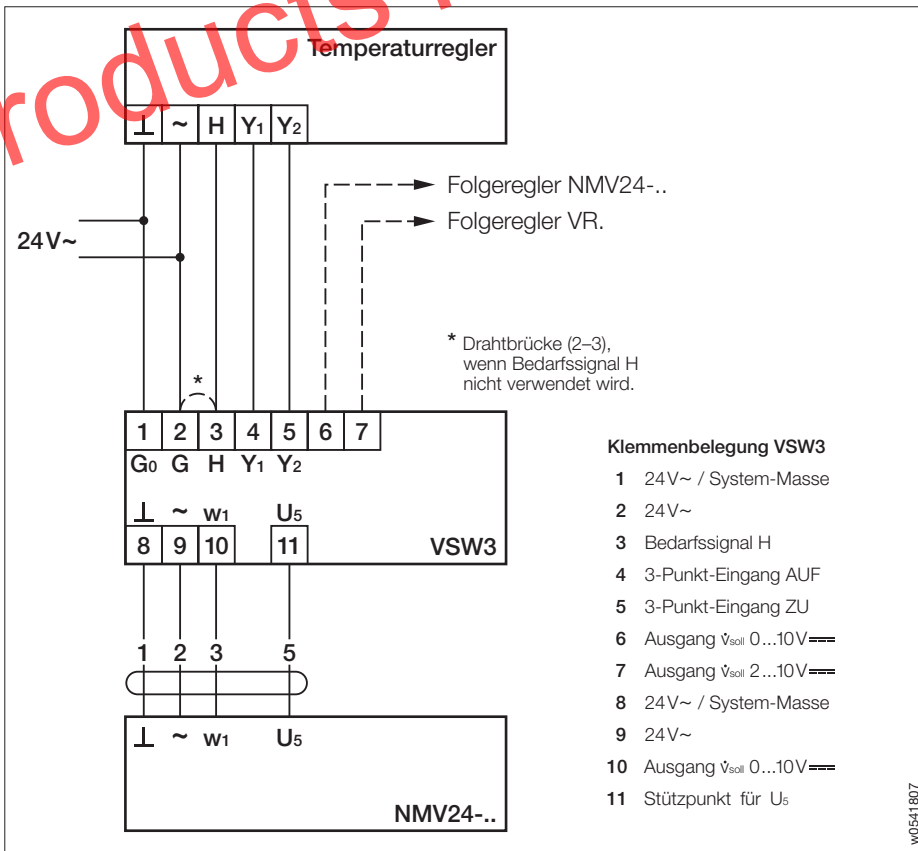 roducts
Temperaturregler
⊥ ~ H Y1 Y2
Folgeregler NMV24-..
Folgeregler VR.
24V~
* Drahtbrücke (2–3),
wenn Bedarfssignal H
nicht verwendet wird.
*
1 2 3 4 5 6 7
G0 G H Y1 Y2
⊥ ~ w1 U5
8 9 10 11 VSW3
1 2 3 5
⊥ ~ w1 U5
NMV24-..
Klemmenbelegung VSW3
1 24V~ / System-Masse
2 24V~
3 Bedarfssignal H
4 3-Punkt-Eingang AUF
5 3-Punkt-Eingang ZU
6 Ausgang v̇soll 0...10V⎓
7 Ausgang v̇soll 2...10V⎓
8 24V~ / System-Masse
9 24V~
10 Ausgang v̇soll 0...10V⎓
11 Stützpunkt für U5
w0541807